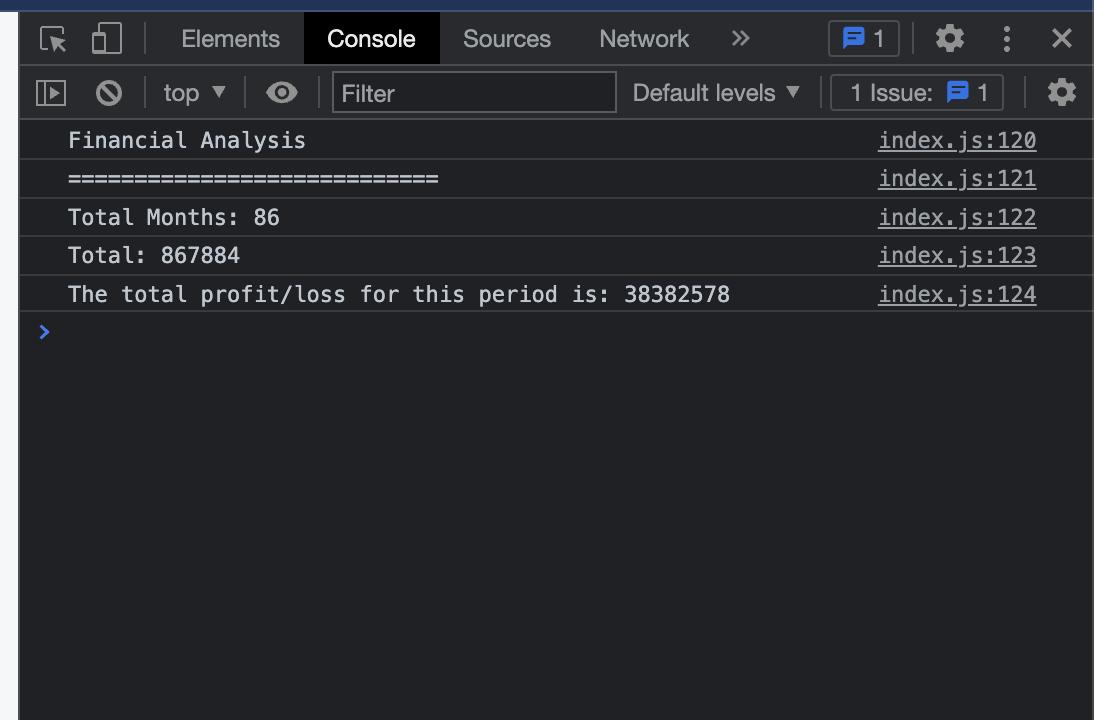 Elements Console Sources Network » 1
top ▼ Filter Default levels ▼ 1 Issue: 1
Financial Analysis index.js:120
============================ index.js:121
Total Months: 86 index.js:122
Total: 867884 index.js:123
The total profit/loss for this period is: 38382578 index.js:124
>